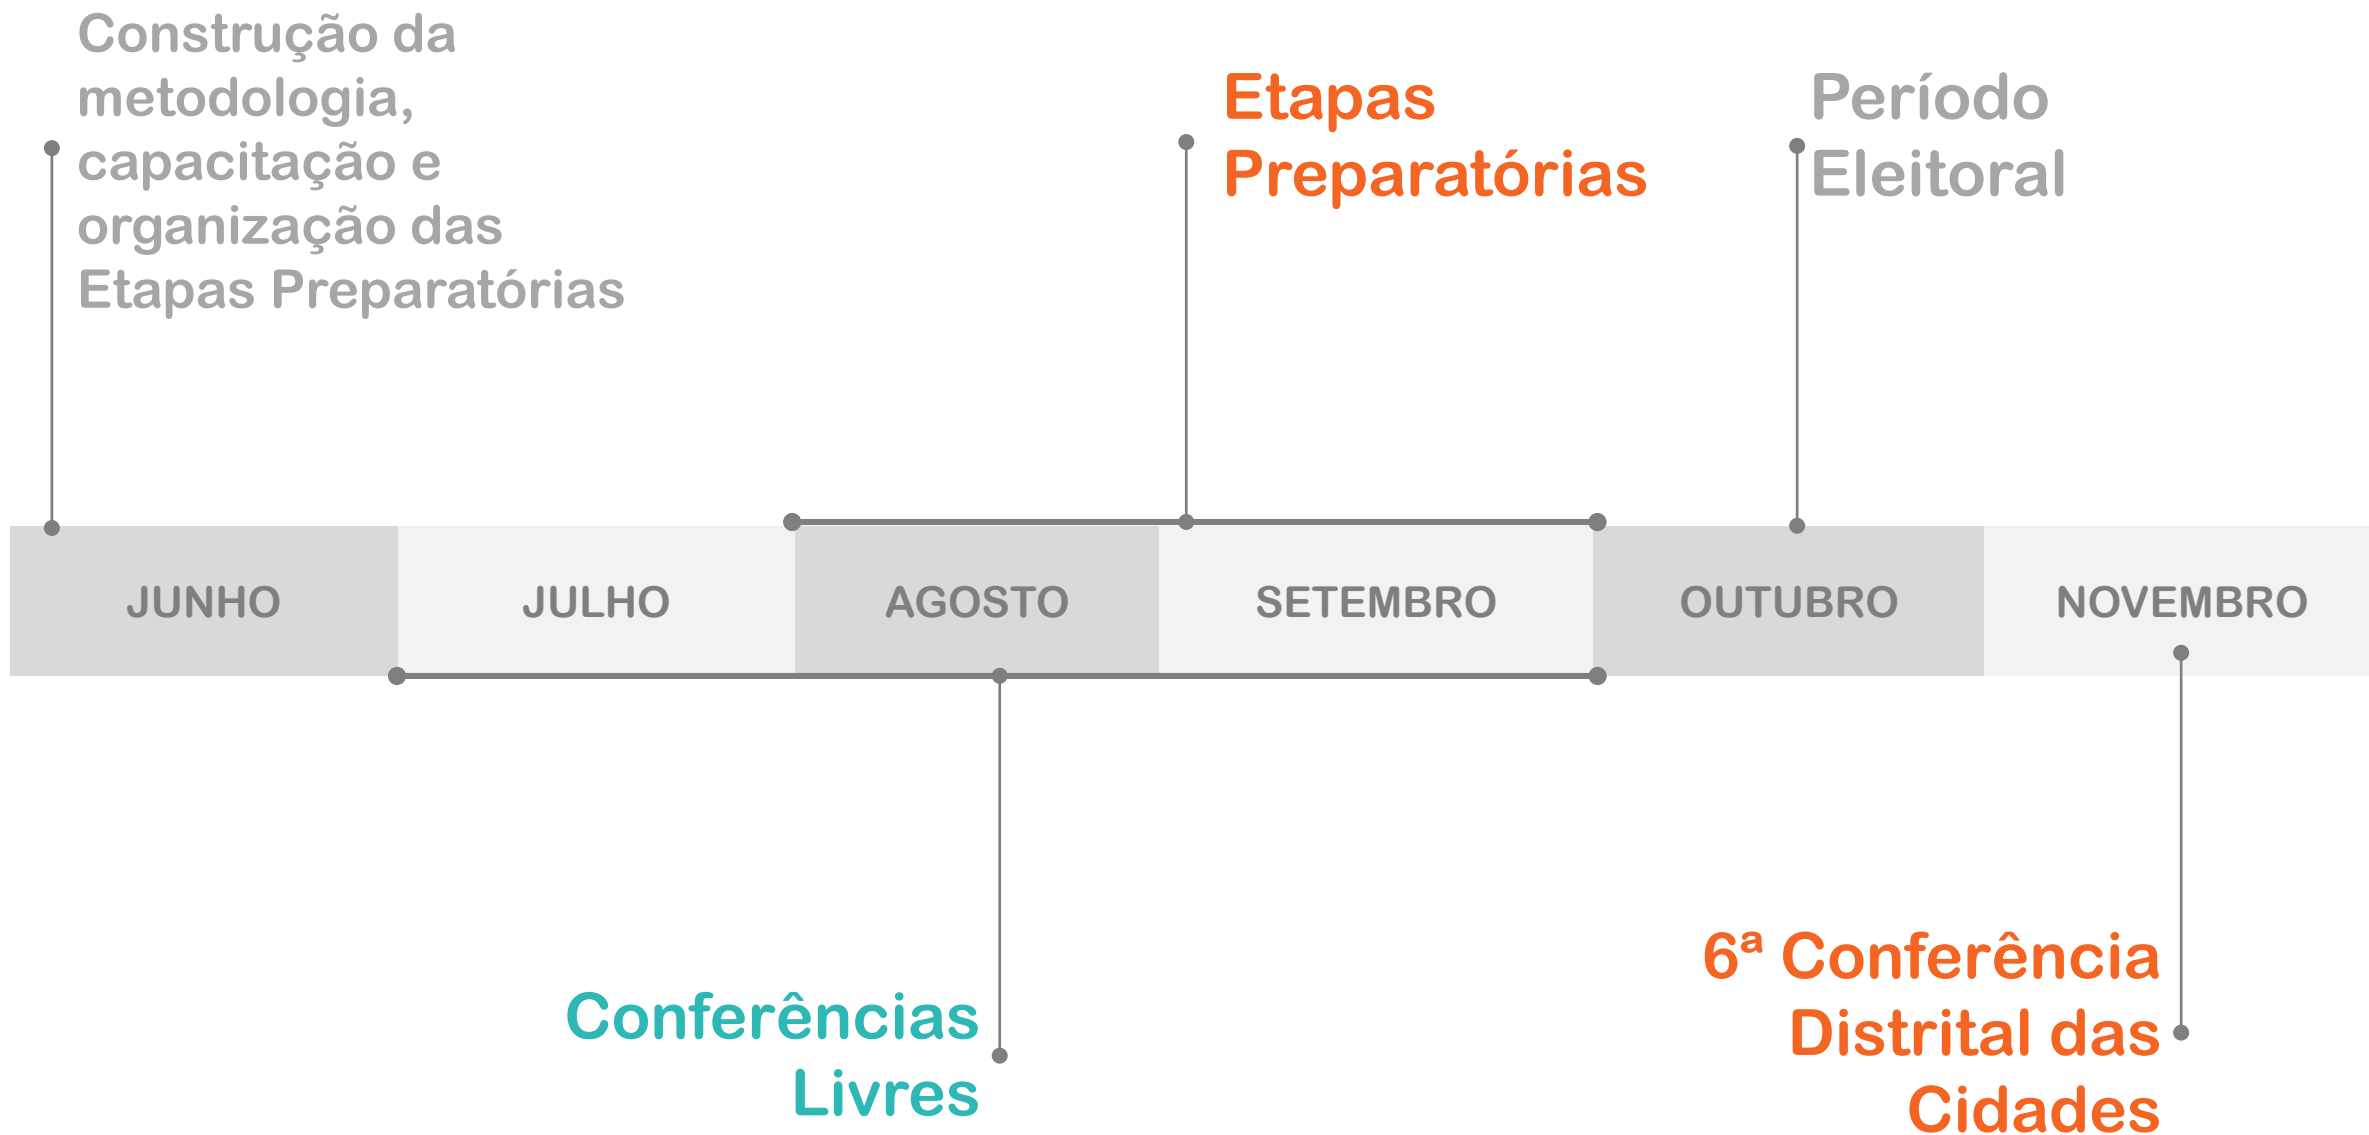 Construção da
metodologia,
capacitação e
organização das
Etapas Preparatórias
Etapas
Preparatórias
Período
Eleitoral
JUNHO
JULHO
AGOSTO
SETEMBRO
OUTUBRO
NOVEMBRO
Conferências
Livres
6ª Conferência
Distrital das
Cidades